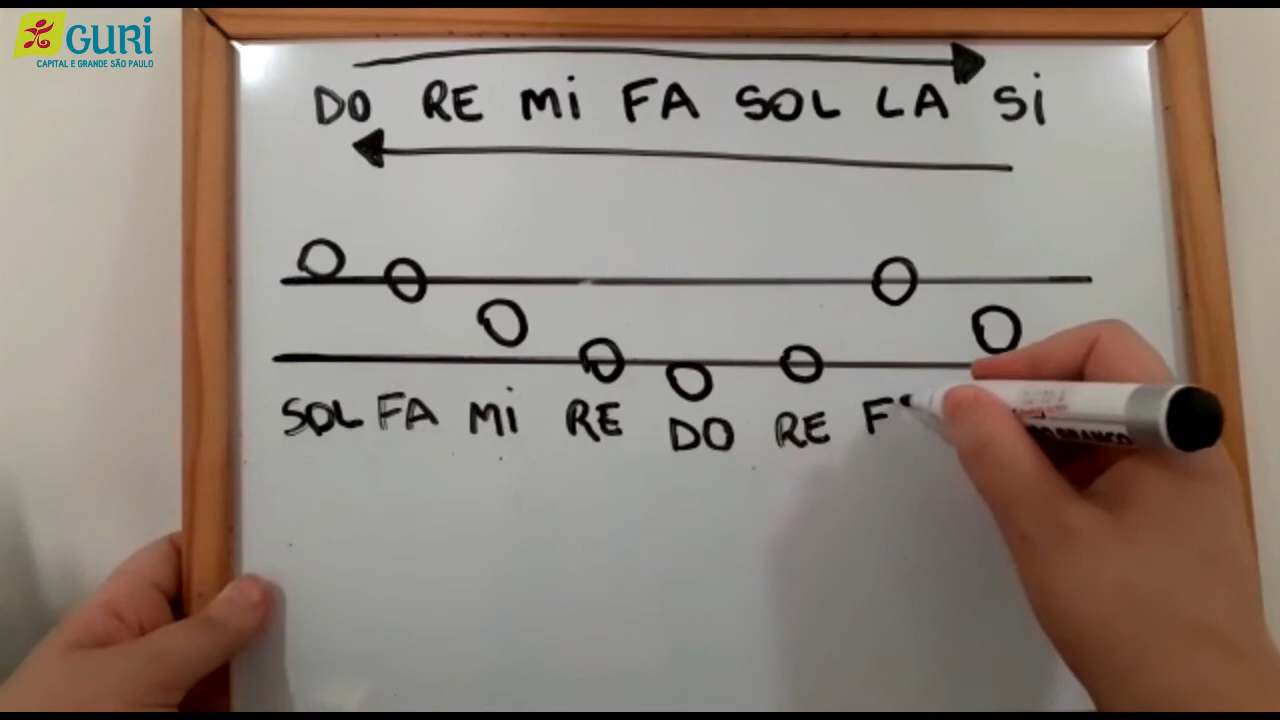 GURI
CAPITAL E GRANDE SÃO PAULO
DO RE Mi FA SOL LA Si
SOL FA Mi RE DO RE F